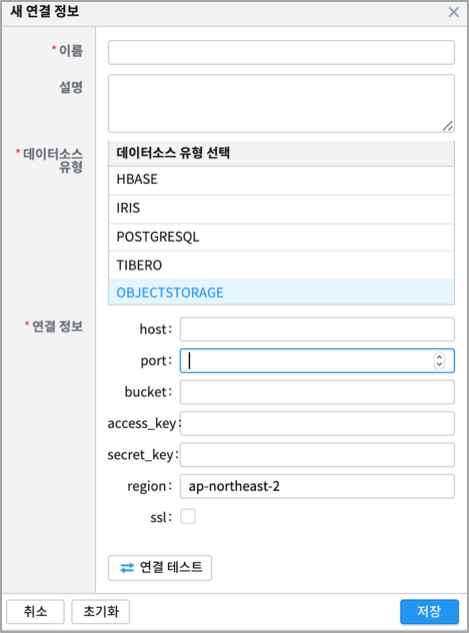 새 연결 정보
* 이름
설명
* 데이터소스
유형
데이터소스 유형 선택
HBASE
IRIS
POSTGRESQL
TIBERO
OBJECTSTORAGE
* 연결 정보
host:
port:
bucket:
access_key:
secret_key:
region: ap-northeast-2
ssl:
연결 테스트
취소 초기화 저장